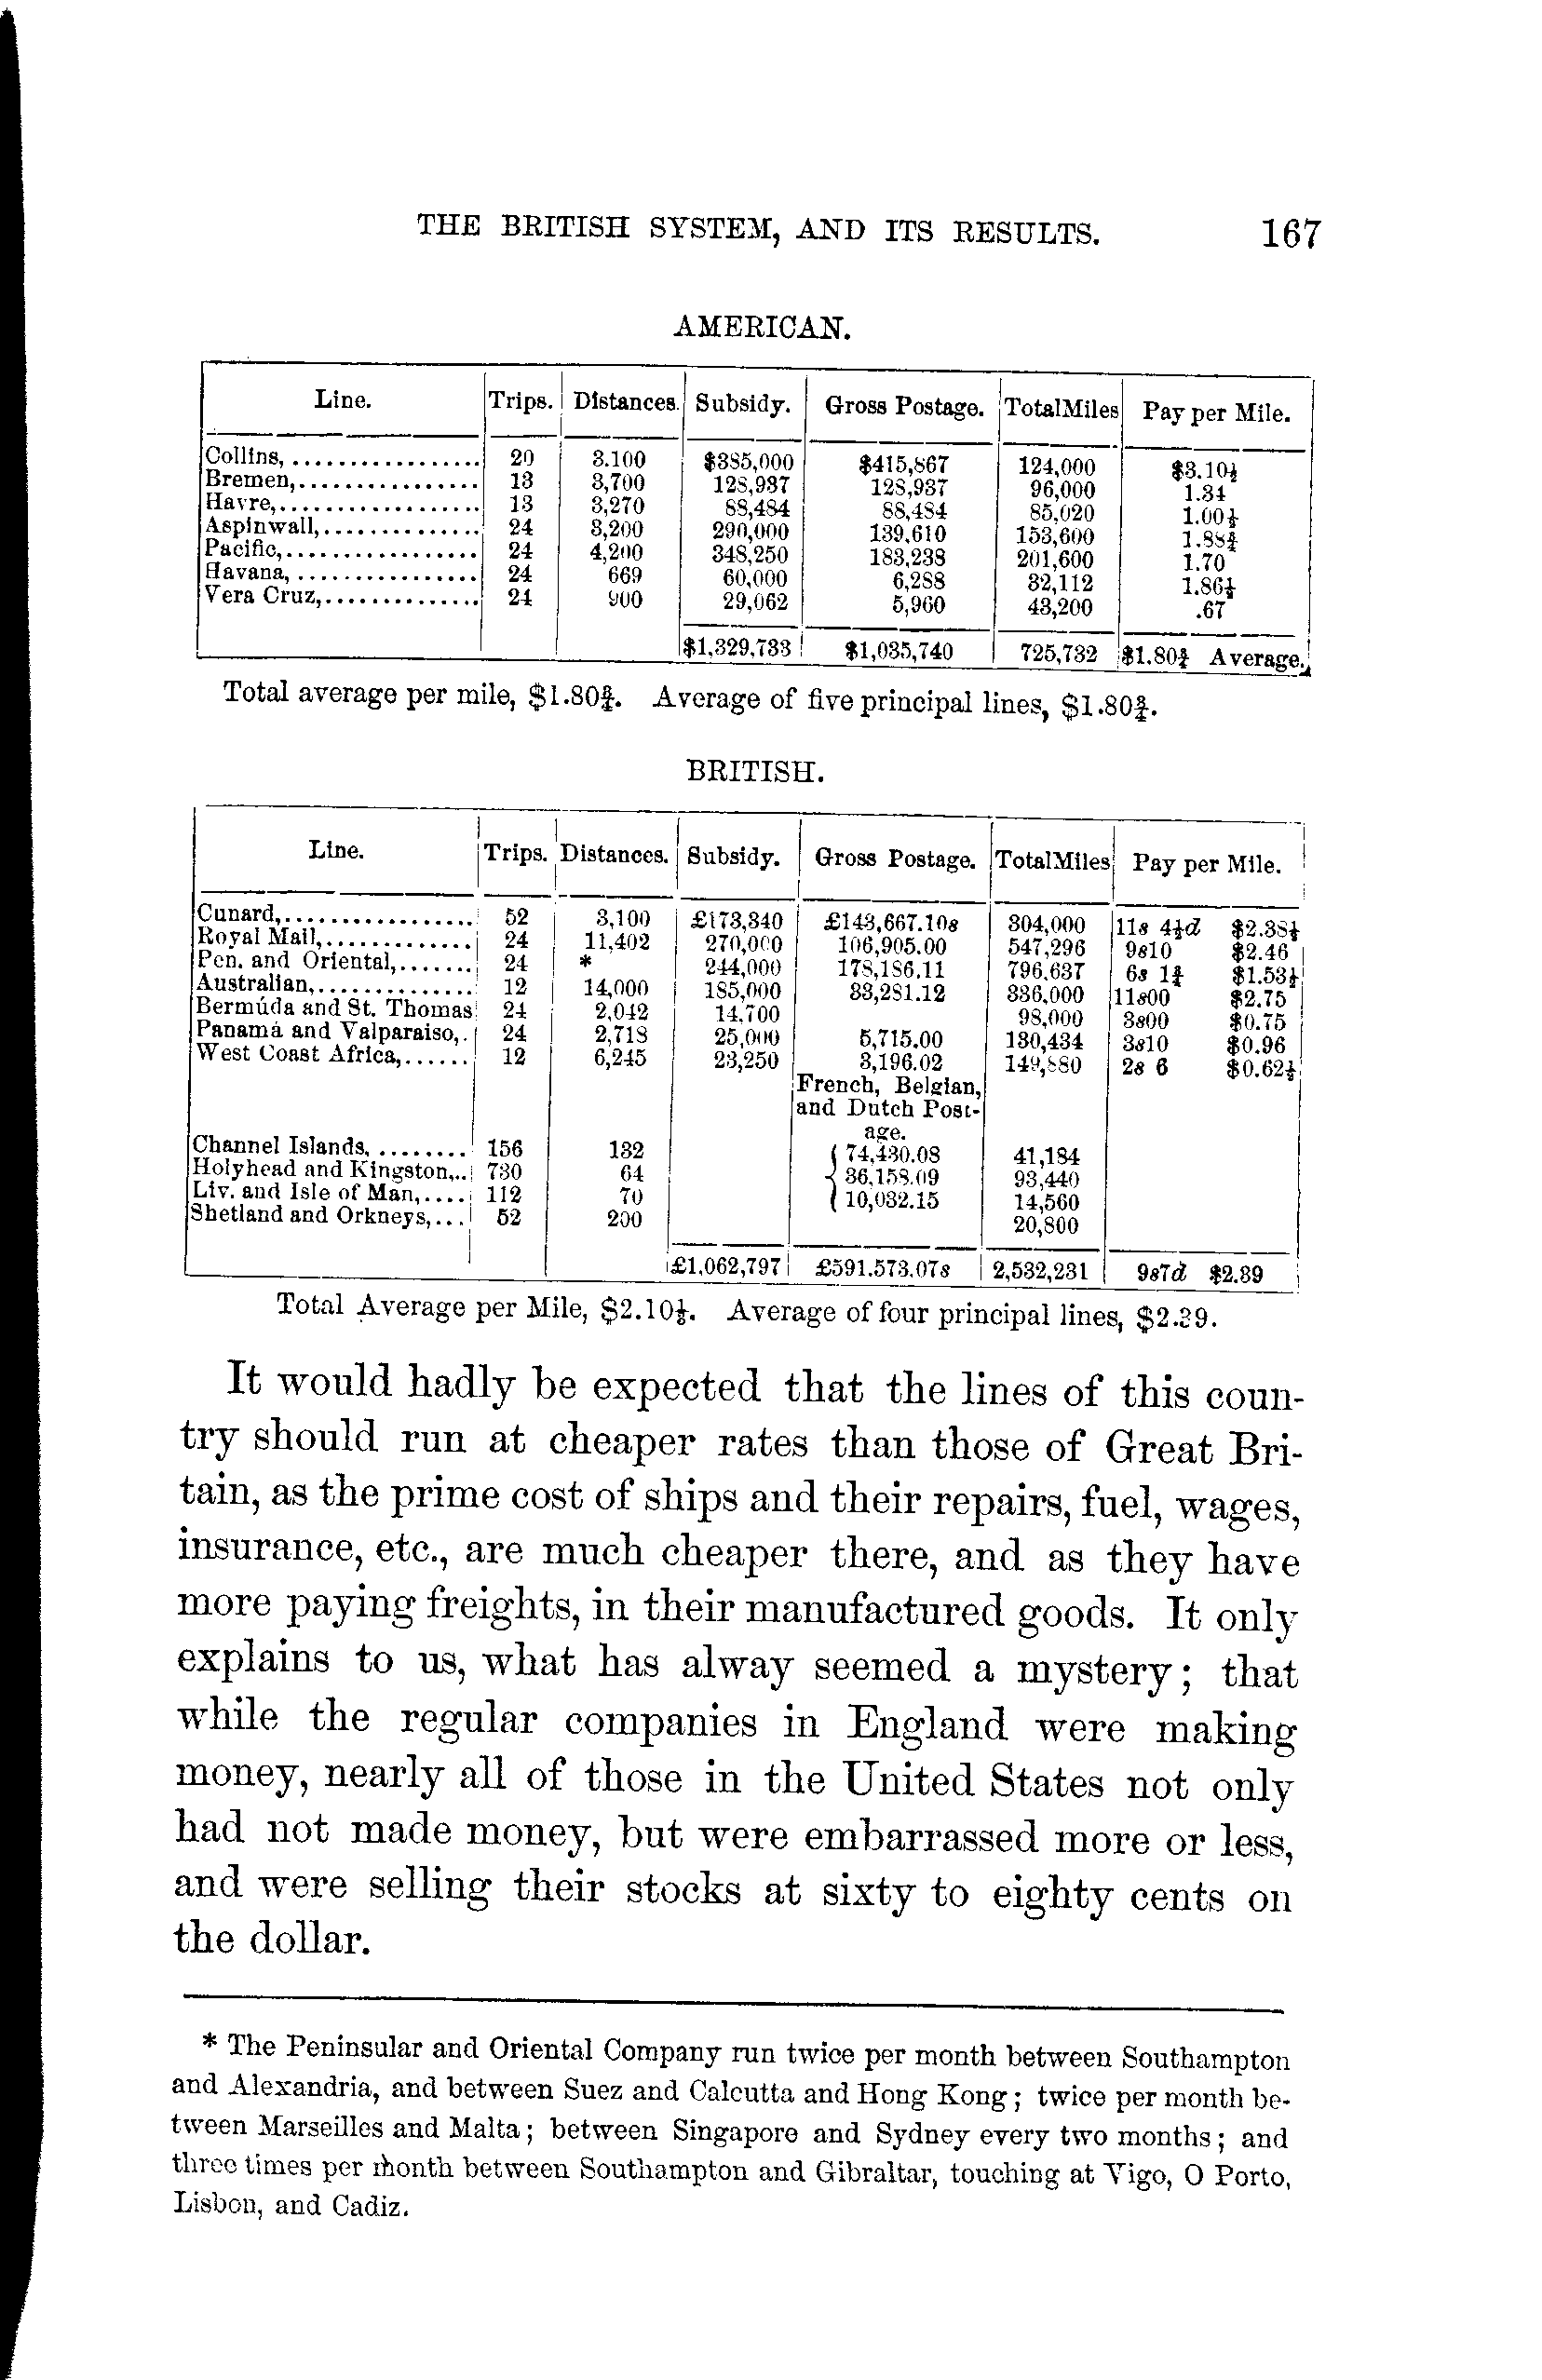 THE BRITISH SYSTEM, AND ITS RESULTS. 167
AMERICAN.
Line. Trips. Distances. Subsidy. Gross Postage. TotalMiles Pay per Mile.
Collins, ................. 20 3.100 $385,000 $415,867 124,000 $3.10½
Bremen, ................ 13 3,700 128,937 128,937 96,000 1.34
Havre, .................. 13 3,270 88,484 88,484 85,020 1.00½
Aspinwall, .............. 24 3,200 290,000 139,610 153,600 1.88¾
Pacific, ................. 24 4,200 348,250 183,238 201,600 1.70
Havana, ................ 24 669 60,000 6,288 32,112 1.86½
Vera Cruz, .............. 24 900 29,062 5,960 43,200 .67
$1,329,733 $1,035,740 725,732 $1.80¾ Average.
Total average per mile, $1.80¾. Average of five principal lines, $1.80¾.
BRITISH.
Line. Trips. Distances. Subsidy. Gross Postage. TotalMiles Pay per Mile.
Cunard, ................. 52 3,100 £173,340 £143,667.10s 304,000 11s 4½d $2.38½
Royal Mail, ............. 24 11,402 270,000 106,905.00 547,296 9s10 $2.46
Pen. and Oriental, ....... 24 * 244,000 178,186.11 796.637 6s 1¾ $1.53½
Australian, .............. 12 14,000 185,000 33,281.12 336,000 11s00 $2.75
Bermúda and St. Thomas 24 2,042 14,700 98,000 3s00 $0.75
Panamá and Valparaiso, . 24 2,718 25,000 5,715.00 130,434 3s10 $0.96
West Coast Africa, ...... 12 6,245 23,250 3,196.02 149,880 2s 6 $0.62½
French, Belgian,
and Dutch Post-
age.
Channel Islands, ......... 156 132 74,430.08 41,184
Holyhead and Kingston, .. 730 64 36,158.09 93,440
Liv. and Isle of Man, .... 112 70 10,032.15 14,560
Shetland and Orkneys, ... 52 200 20,800
£1,062,797 £591.573.07s 2,532,231 9s7d $2.39
Total Average per Mile, $2.10½. Average of four principal lines, $2.39.
It would hadly be expected that the lines of this coun-
try should run at cheaper rates than those of Great Bri-
tain, as the prime cost of ships and their repairs, fuel, wages,
insurance, etc., are much cheaper there, and as they have
more paying freights, in their manufactured goods. It only
explains to us, what has alway seemed a mystery; that
while the regular companies in England were making
money, nearly all of those in the United States not only
had not made money, but were embarrassed more or less,
and were selling their stocks at sixty to eighty cents on
the dollar.
* The Peninsular and Oriental Company run twice per month between Southampton
and Alexandria, and between Suez and Calcutta and Hong Kong; twice per month be-
tween Marseilles and Malta; between Singapore and Sydney every two months; and
three times per month between Southampton and Gibraltar, touching at Vigo, O Porto,
Lisbon, and Cadiz.